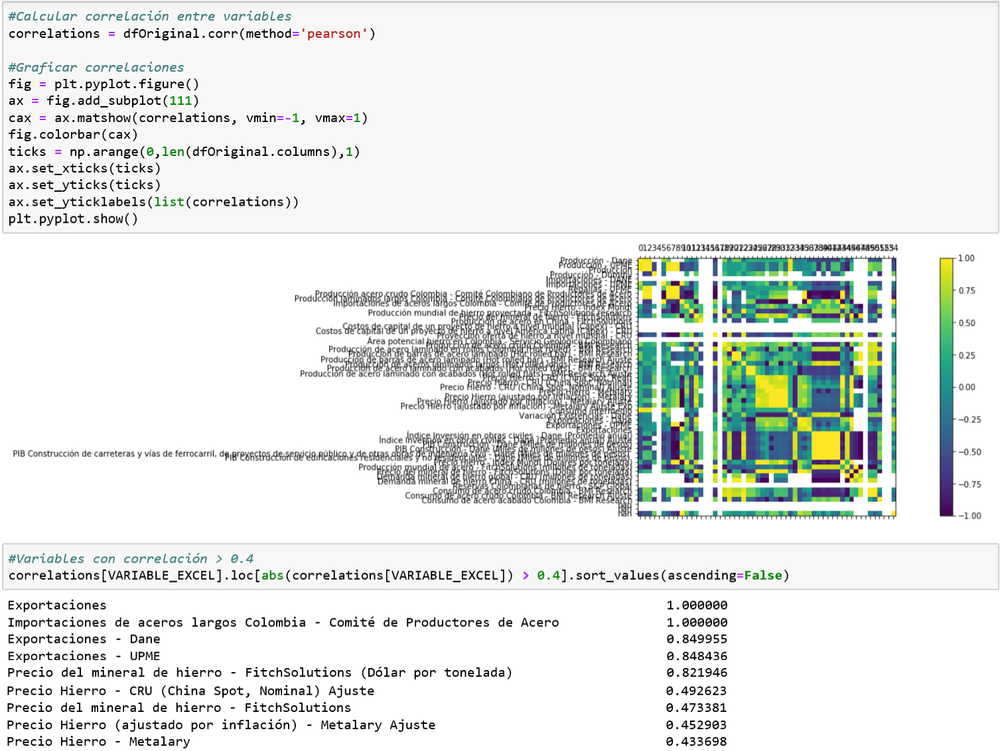 #Calcular correlación entre variables
correlations = dfOriginal.corr(method='pearson')
#Graficar correlaciones
fig = plt.pyplot.figure()
ax = fig.add_subplot(111)
cax = ax.matshow(correlations, vmin=-1, vmax=1)
fig.colorbar(cax)
ticks = np.arange(0,len(dfOriginal.columns),1)
ax.set_xticks(ticks)
ax.set_yticks(ticks)
ax.set_yticklabels(list(correlations))
plt.pyplot.show()
Producción - Dane
Producción - UPME
Producción
Producción - Dummy
Importaciones - DANE
Importaciones - UPME
Regalías - UPME
Producción acero crudo Colombia - Comité Colombiano de Productores de Acero
Producción laminados largos Colombia - Comité Colombiano de Productores de Acero
Importaciones de aceros largos Colombia - Comité de Productores de Acero
Precio Hierro - Index Mundi
Producción mundial de hierro proyectada - FitchSolutions research
Precio del mineral de hierro - FitchSolutions
Producción de acero en China - FitchSolutions
Costos de capital de un proyecto de hierro a nivel mundial (Capex) - CRU
Costos de capital de un proyecto de hierro a nivel América Latina (Capex) - CRU
Proyección oferta de hierro a nivel mundial - CRU
Área potencial hierro en Colombia - Servicio Geológico Colombiano
Producción de acero crudo Colombia - BMI Research
Producción de acero laminado en rollos Colombia (Hot rolled) - BMI Research
Producción de barras de acero laminado (Hot rolled bar) - BMI Research
Producción de barras de acero laminado (Hot rolled bar) - BMI Research Ajuste
Producción de aceros laminados largos (Hot rolled longs) - BMI Research
Producción de acero laminado con acabados (Hot rolled flats) - BMI Research
Producción de acero laminado con acabados (Hot rolled flats) - BMI Research Ajuste
Precio Hierro - CRU (China Spot, Real)
Precio Hierro - CRU (China Spot, Nominal)
Precio Hierro - CRU (China Spot, Nominal) Ajuste
Precio Hierro - Metalary
Precio Hierro (ajustado por inflación) - Metalary
Precio Hierro (ajustado por inflación) - Metalary Ajuste
Precio Hierro (ajustado por inflación) - Metalary Ajuste Exp
Consumo intermedio
Variación Existencias - Dane
Exportaciones - Dane
Exportaciones - UPME
Exportaciones
Índice Inversión en obras civiles - Dane (Promedio anual)
Índice Inversión en obras civiles - Dane (Promedio anual) Ajuste
PIB Construcción - Dane (Miles de millones de pesos)
PIB Construcción - Dane (Miles de millones de pesos) Ajuste
PIB Construcción de carreteras y vías de ferrocarril, de proyectos de servicio público y de otras obras de ingeniería civil - Dane (Miles de millones de pesos)
PIB Construcción de edificaciones residenciales y no residenciales - Dane (Miles de millones de pesos)
Precio Hierro - Index Mundi (Dólares por tonelada)
Producción mundial de acero - FitchSolutions (millones de toneladas)
Precio del mineral de hierro - FitchSolutions (Dólar por tonelada)
Demanda mineral de hierro global - CRU (millones de toneladas)
Demanda mineral de hierro China - CRU (millones de toneladas)
Reservas Colombianas de hierro - S&P Global
Consumo de acero crudo Colombia - BMI Research
Consumo de acero crudo Colombia - BMI Research Ajuste
Consumo de acero acabado Colombia - BMI Research
nan
nan
nan
1.00
0.75
0.50
0.25
0.00
−0.25
−0.50
−0.75
−1.00
#Variables con correlación > 0.4
correlations[VARIABLE_EXCEL].loc[abs(correlations[VARIABLE_EXCEL]) > 0.4].sort_values(ascending=False)
Exportaciones 1.000000
Importaciones de aceros largos Colombia - Comité de Productores de Acero 1.000000
Exportaciones - Dane 0.849955
Exportaciones - UPME 0.848436
Precio del mineral de hierro - FitchSolutions (Dólar por tonelada) 0.821946
Precio Hierro - CRU (China Spot, Nominal) Ajuste 0.492623
Precio del mineral de hierro - FitchSolutions 0.473381
Precio Hierro (ajustado por inflación) - Metalary Ajuste 0.452903
Precio Hierro - Metalary 0.433698